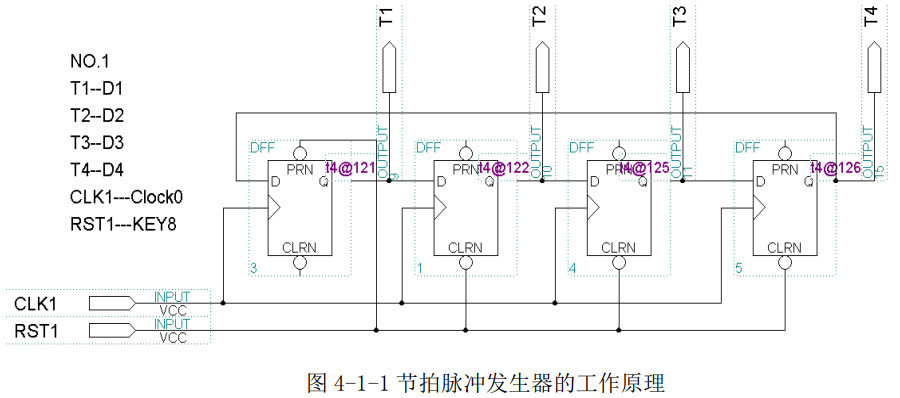 T1
T2
T3
T4
NO.1
T1--D1
T2--D2
T3--D3
T4--D4
CLK1---Clock0
RST1---KEY8
OUTPUT
OUTPUT
OUTPUT
OUTPUT
DFF
DFF
DFF
DFF
PRN
PRN
PRN
PRN
D
Q
t4@121
9
D
Q
t4@122
10
D
Q
t4@125
11
D
Q
t4@126
15
CLRN
CLRN
CLRN
CLRN
3
1
4
5
CLK1
INPUT
VCC
RST1
INPUT
VCC
图 4-1-1 节拍脉冲发生器的工作原理